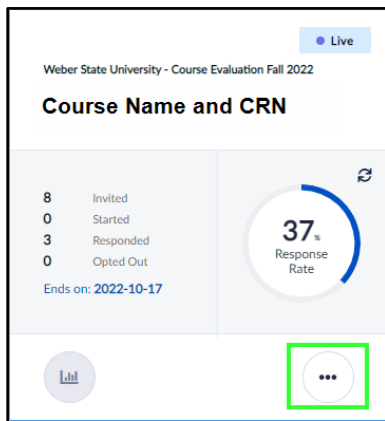 Live
Weber State University - Course Evaluation Fall 2022
Course Name and CRN
8 Invited
0 Started
3 Responded
0 Opted Out
Ends on: 2022-10-17
37%
Response
Rate